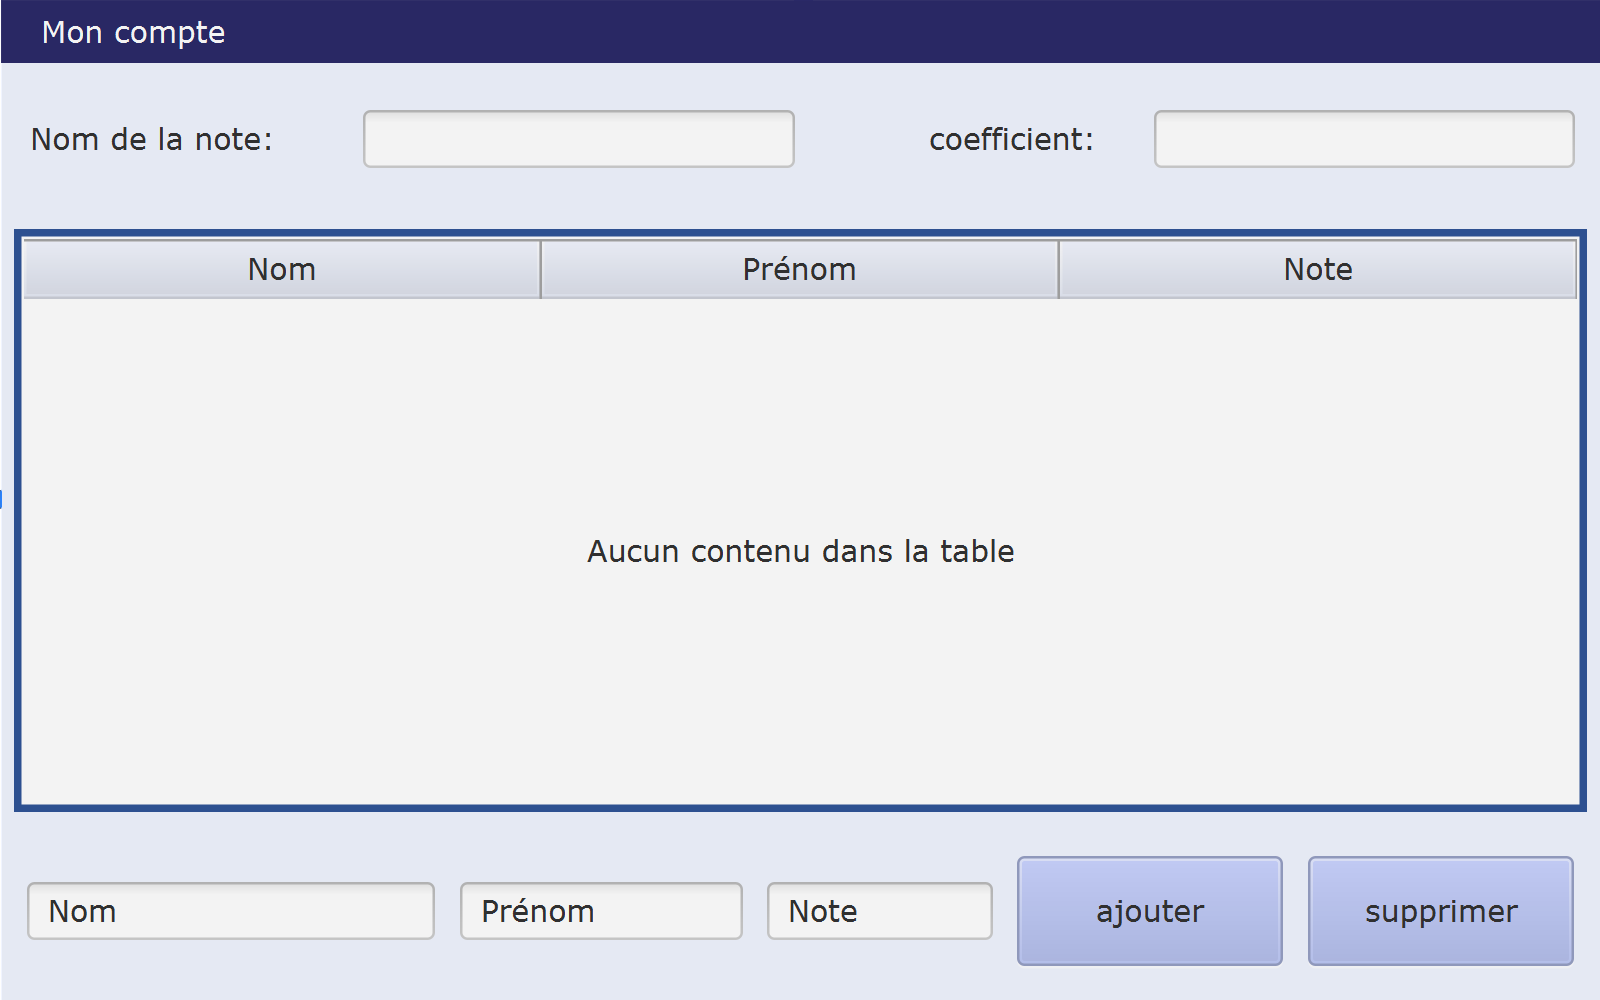 Mon compte
Nom de la note:
coefficient:
Nom
Prénom
Note
Aucun contenu dans la table
Nom
Prénom
Note
ajouter
supprimer